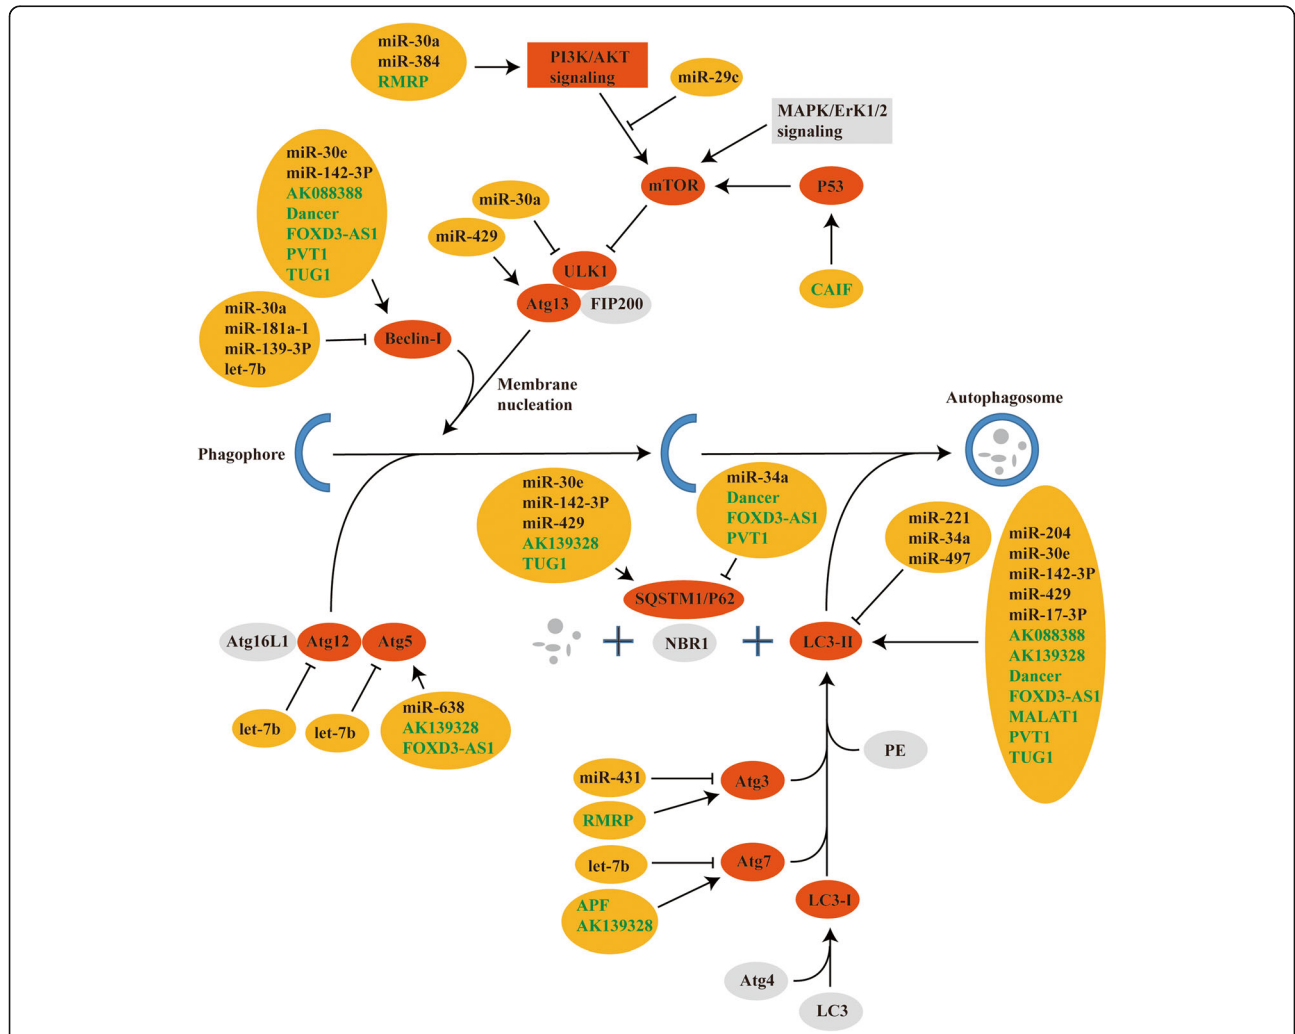 miR-30a
miR-384
RMRP
PI3K/AKT
signaling
miR-29c
MAPK/ErK1/2
signaling
miR-30e
miR-142-3P
AK088388
Dancer
FOXD3-AS1
PVT1
TUG1
mTOR
P53
miR-30a
miR-429
ULK1
Atg13
FIP200
CAIF
miR-30a
miR-181a-1
miR-139-3P
let-7b
Beclin-I
Membrane
nucleation
Autophagosome
Phagophore
miR-30e
miR-142-3P
miR-429
AK139328
TUG1
miR-34a
Dancer
FOXD3-AS1
PVT1
miR-221
miR-34a
miR-497
miR-204
miR-30e
miR-142-3P
miR-429
miR-17-3P
AK088388
AK139328
Dancer
FOXD3-AS1
MALAT1
PVT1
TUG1
SQSTM1/P62
NBR1
LC3-II
Atg16L1
Atg12
Atg5
let-7b
let-7b
miR-638
AK139328
FOXD3-AS1
PE
miR-431
Atg3
RMRP
let-7b
Atg7
APF
AK139328
LC3-I
Atg4
LC3